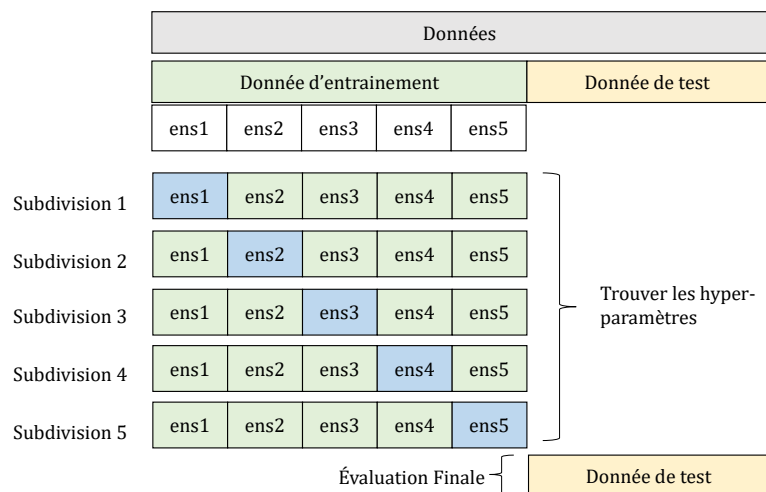 Données
Donnée d'entrainement Donnée de test
ens1 ens2 ens3 ens4 ens5
Subdivision 1 ens1 ens2 ens3 ens4 ens5
Subdivision 2 ens1 ens2 ens3 ens4 ens5
Subdivision 3 ens1 ens2 ens3 ens4 ens5
Subdivision 4 ens1 ens2 ens3 ens4 ens5
Subdivision 5 ens1 ens2 ens3 ens4 ens5
Trouver les hyper-
paramètres
Évaluation Finale Donnée de test